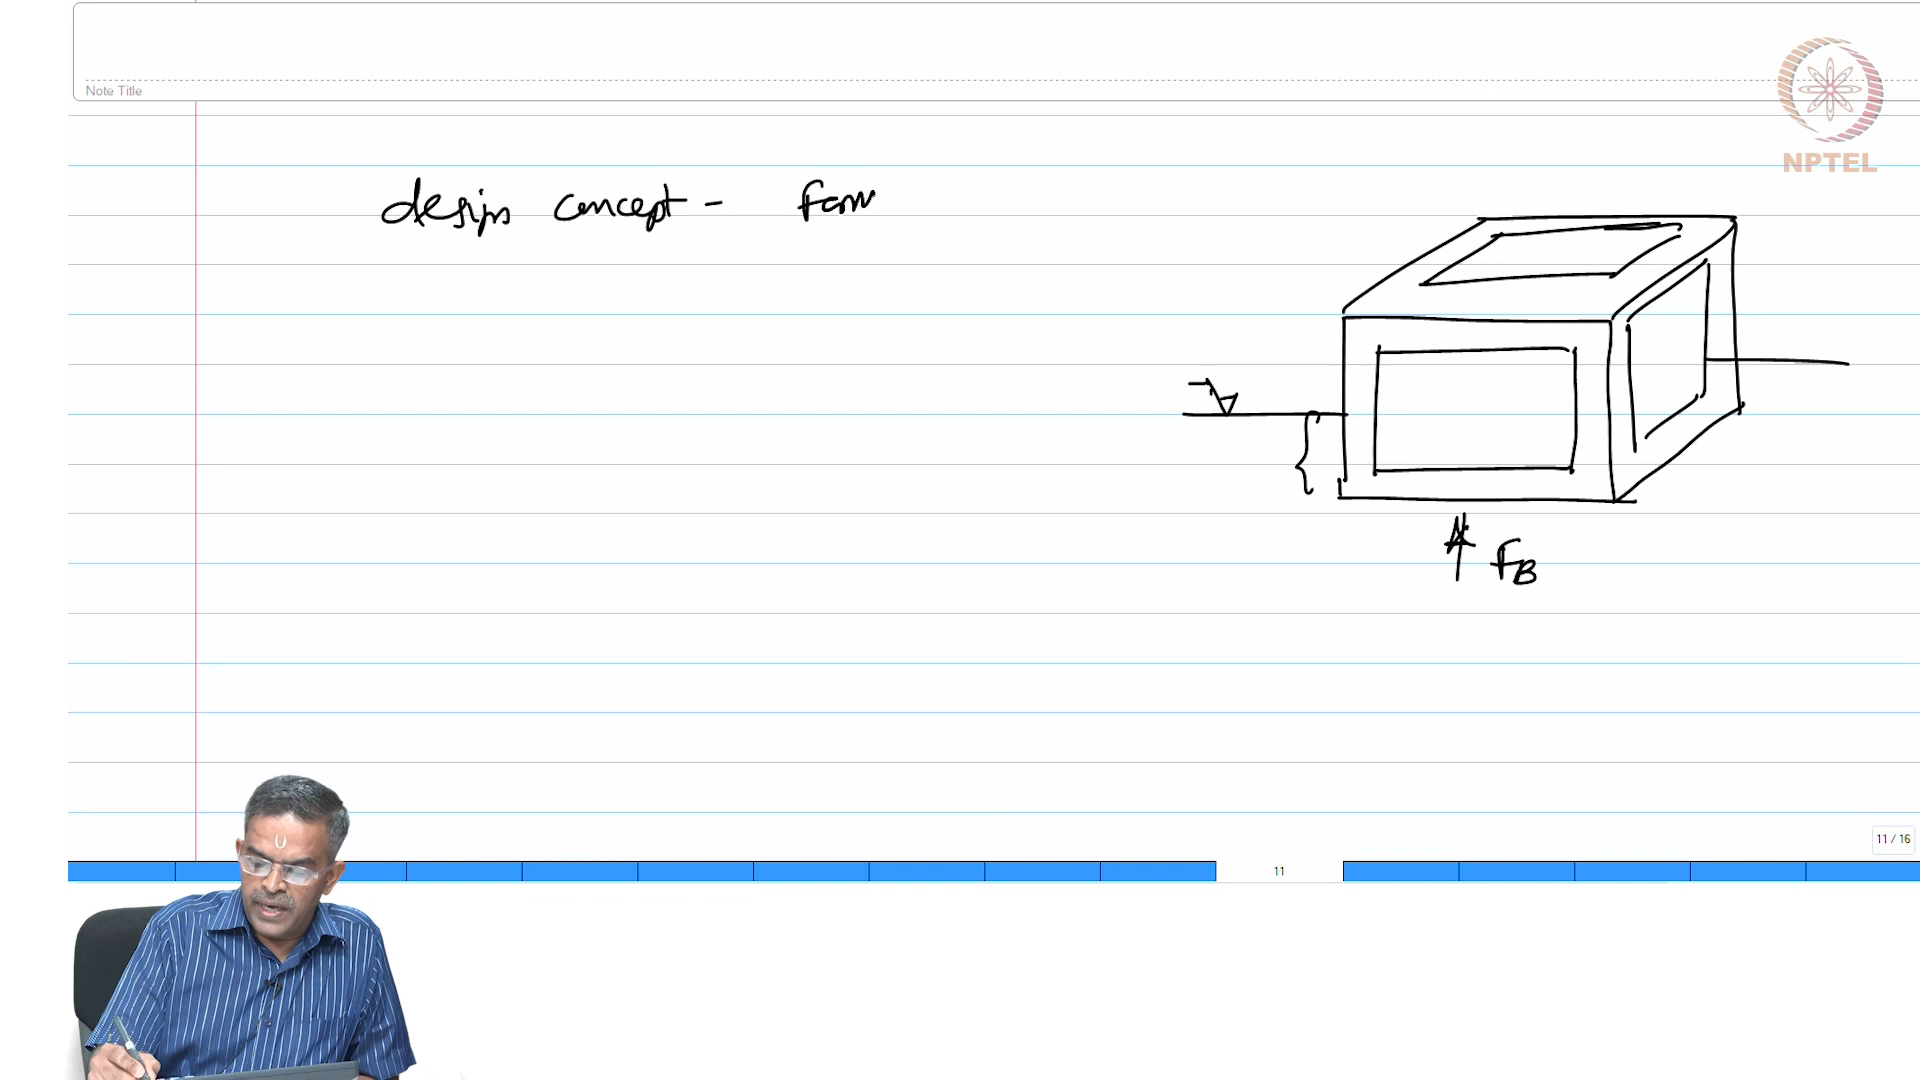 NPTEL
Note Title
design concept - form
F_B
11 / 16
11